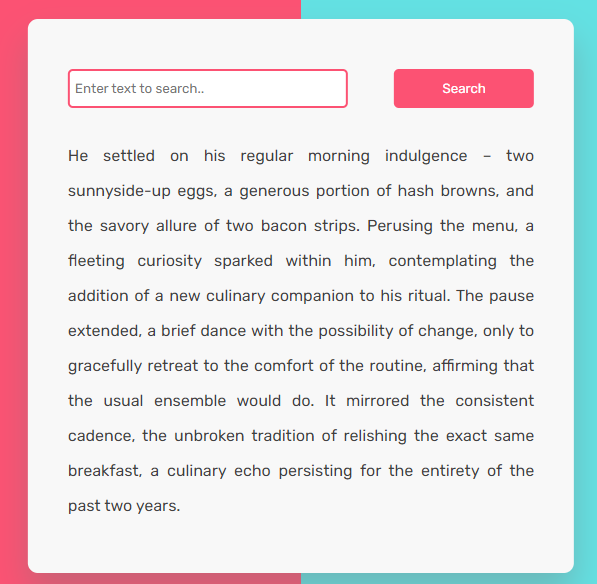 Enter text to search..
Search
He settled on his regular morning indulgence – two
sunnyside-up eggs, a generous portion of hash browns, and
the savory allure of two bacon strips. Perusing the menu, a
fleeting curiosity sparked within him, contemplating the
addition of a new culinary companion to his ritual. The pause
extended, a brief dance with the possibility of change, only to
gracefully retreat to the comfort of the routine, affirming that
the usual ensemble would do. It mirrored the consistent
cadence, the unbroken tradition of relishing the exact same
breakfast, a culinary echo persisting for the entirety of the
past two years.